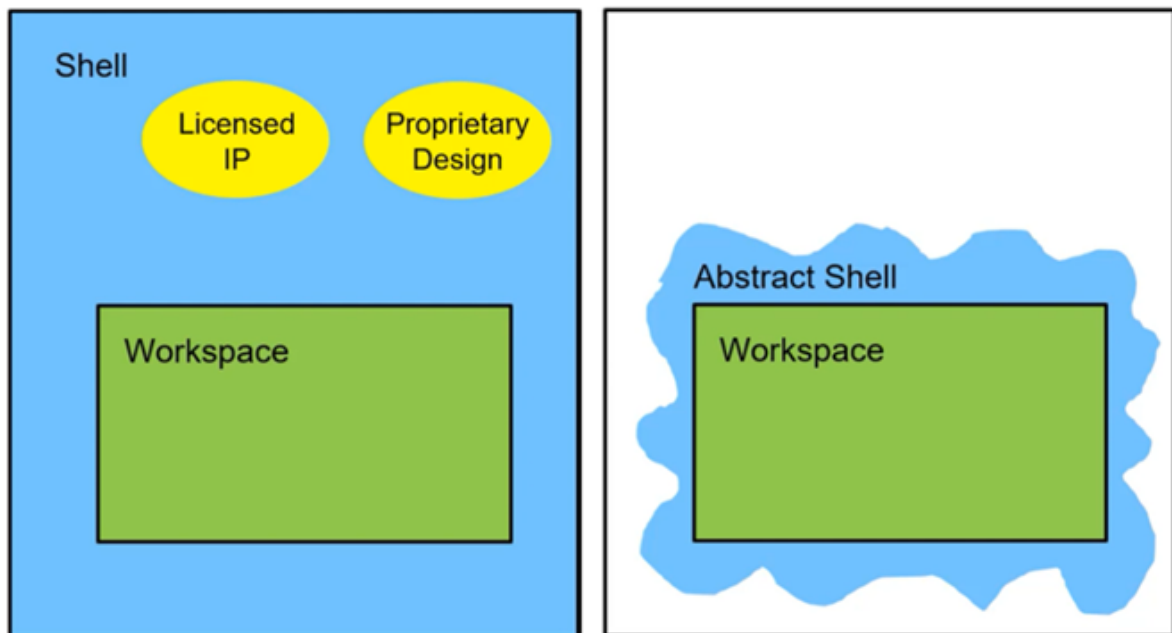 Shell
Licensed
IP
Proprietary
Design
Workspace
Abstract Shell
Workspace